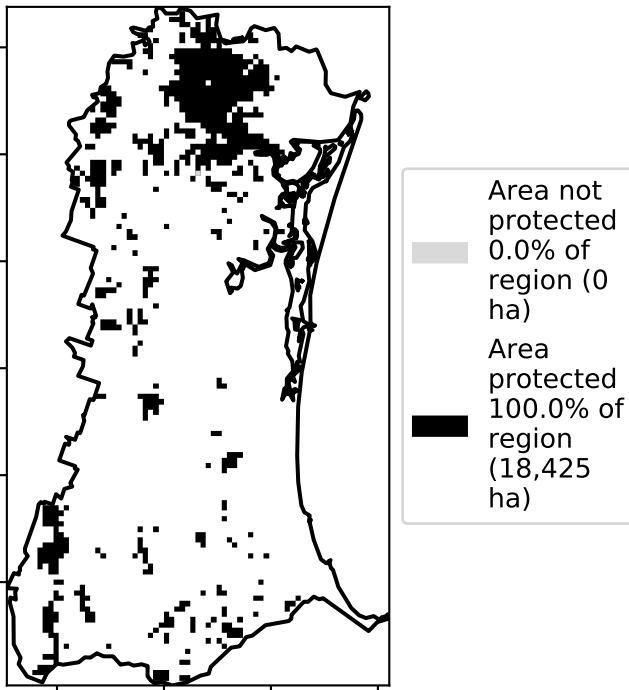 Area not
protected
0.0% of
region (0
ha)
Area
protected
100.0% of
region
(18,425
ha)